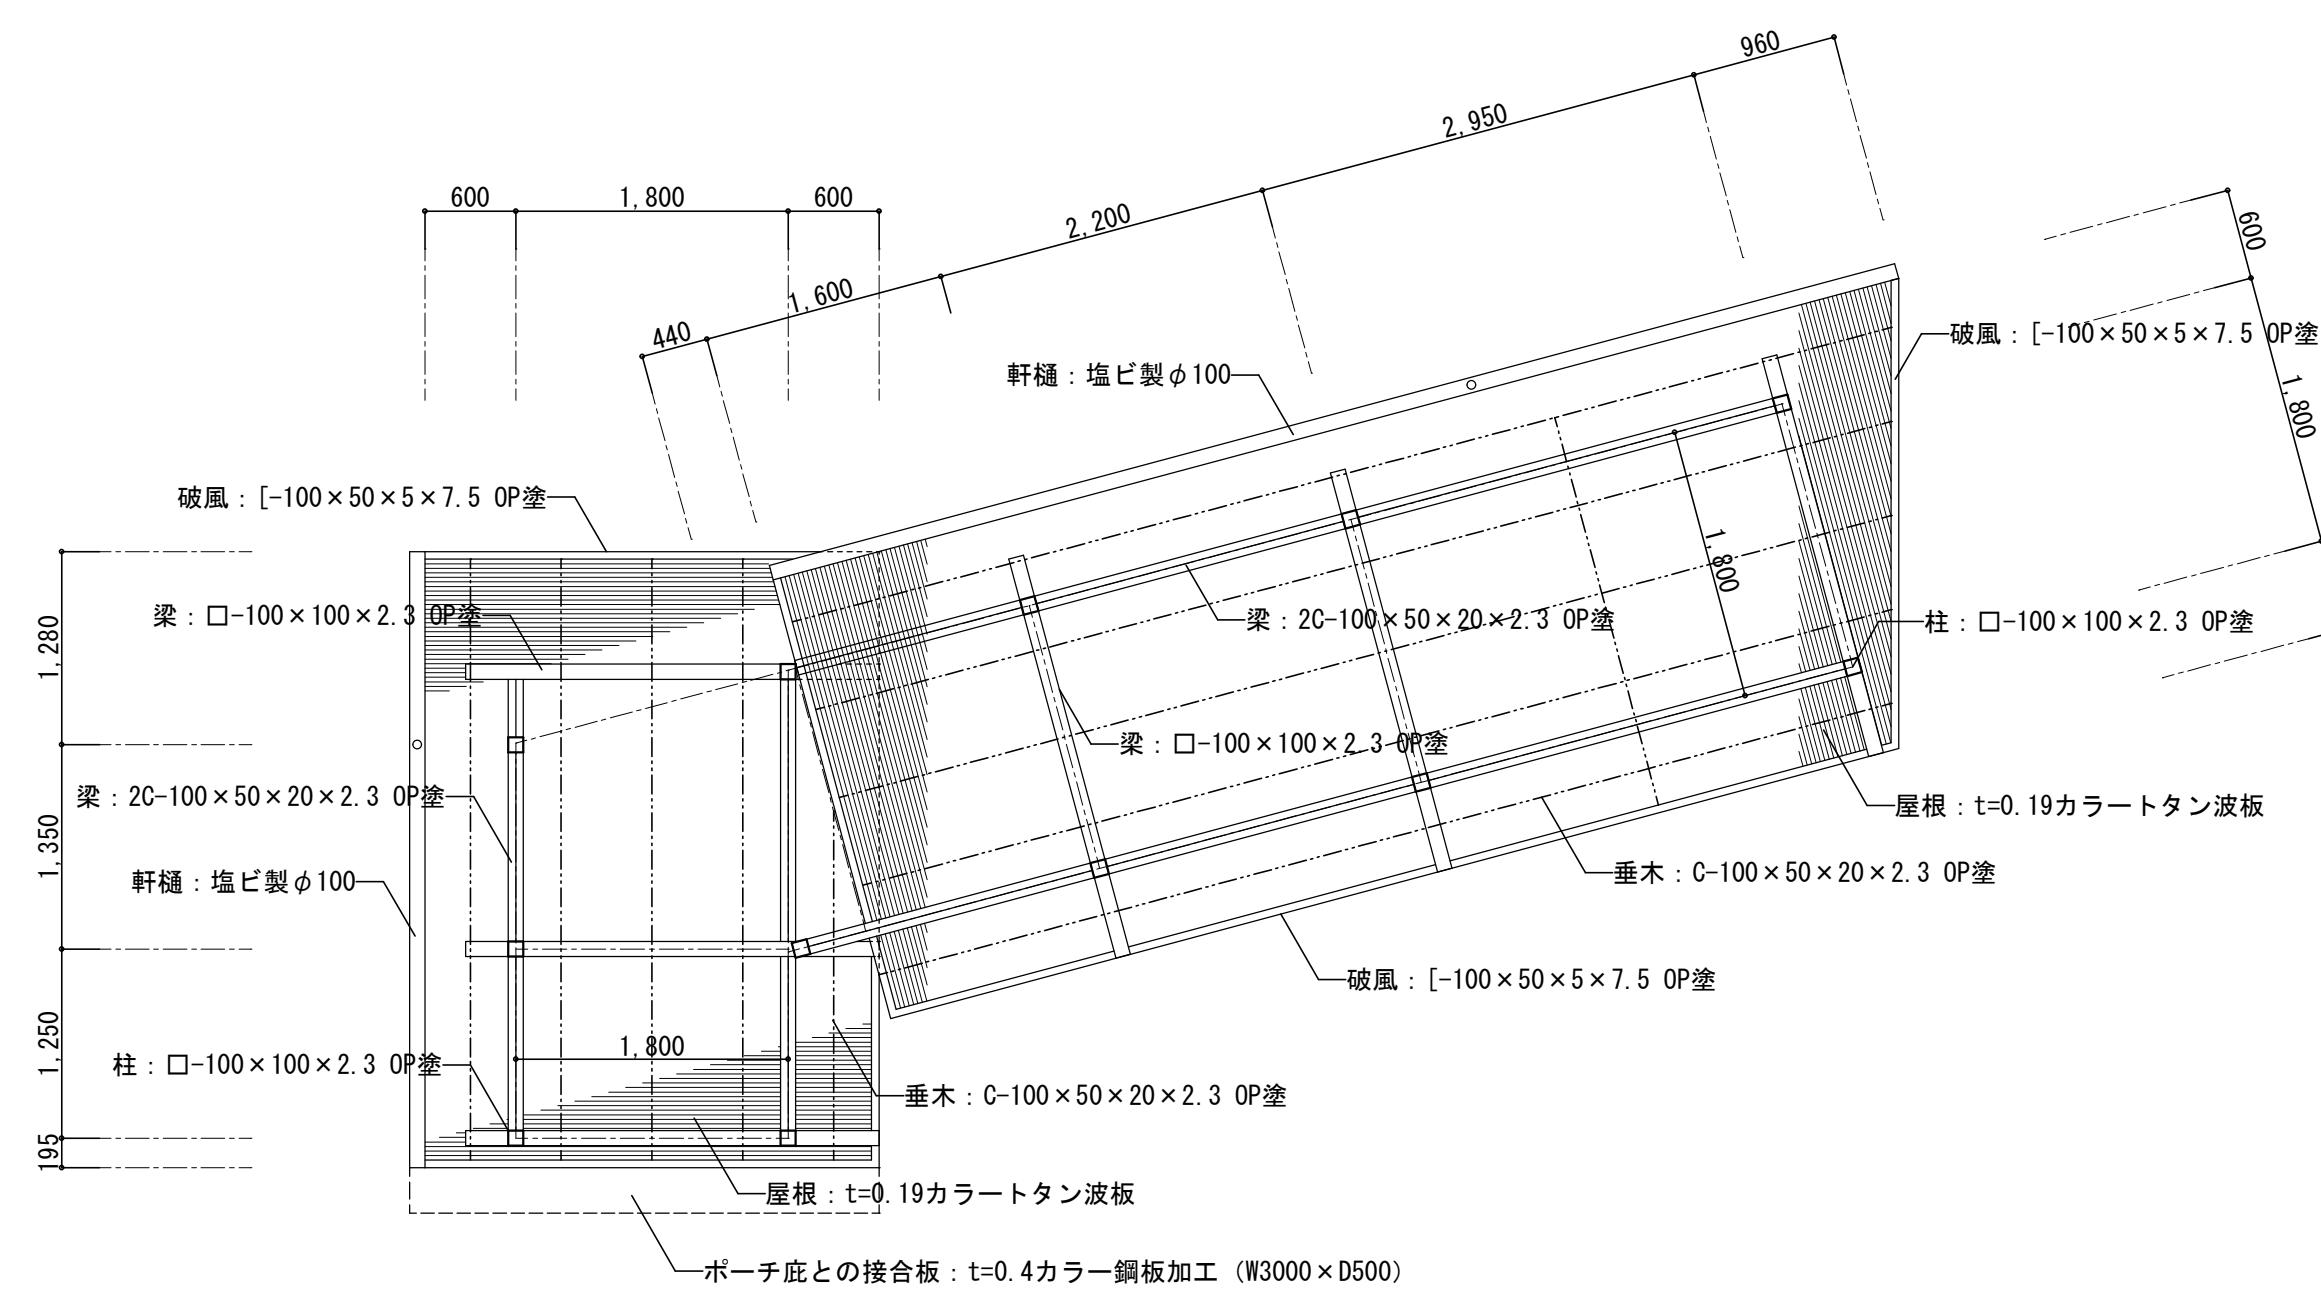 960
2,950
2,200
1,600
440
600
1,800
600
600
1,800
破風：[-100×50×5×7.5 OP塗
軒樋：塩ビ製φ100
破風：[-100×50×5×7.5 OP塗
1,800
梁：□-100×100×2.3 OP塗
梁：2C-100×50×20×2.3 OP塗
柱：□-100×100×2.3 OP塗
1,280
梁：□-100×100×2.3 OP塗
梁：2C-100×50×20×2.3 OP塗
屋根：t=0.19カラートタン波板
1,350
軒樋：塩ビ製φ100
垂木：C-100×50×20×2.3 OP塗
破風：[-100×50×5×7.5 OP塗
1,250
1,800
柱：□-100×100×2.3 OP塗
垂木：C-100×50×20×2.3 OP塗
195
屋根：t=0.19カラートタン波板
ポーチ庇との接合板：t=0.4カラー鋼板加工（W3000×D500）